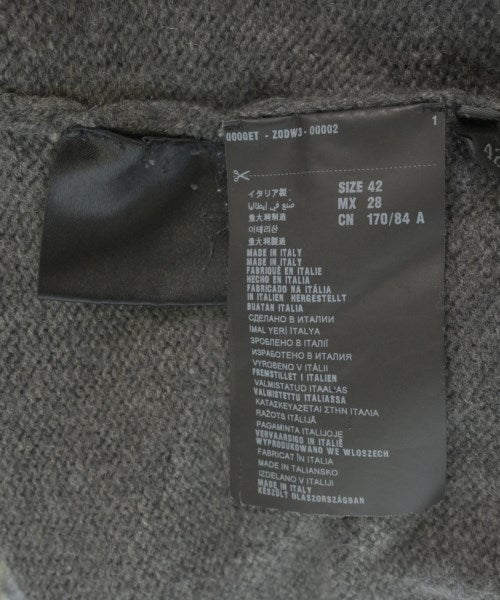 0000ET - 20DW3-00002 1
イタリア製
صنع في إيطاليا
意大利制造
이태리산
意大利製造
MADE IN ITALY
MADE IN ITALY
FABRIQUÉ EN ITALIE
HECHO EN ITALIA
FABRICADO NA ITÁLIA
IN ITALIEN HERGESTELLT
BUATAN ITALIA
СДЕЛАНО В ИТАЛИИ
İMAL YERİ İTALYA
ЗРОБЛЕНО В ІТАЛІЇ
ИЗРАБОТЕНО В ИТАЛИЯ
VYROBENO V ITÁLII
FREMSTILLET I ITALIEN
VALMISTATUD ITAAL'AS
VALMISTETTU ITALIASSA
ΚΑΤΑΣΚΕΥΑΖΕΤΑΙ ΣΤΗΝ ΙΤΑΛΙΑ
RAŽOTS ITĀLIJĀ
PAGAMINTA ITALIJOJE
VERVAARDIGD IN ITALIË
WYPRODUKOWANO WE WLOSZECH
FABRICAT ÎN ITALIA
MADE IN TALIANSKO
IZDELANO V ITALIJI
MADE IN ITALY
KÉSZÜLT OLASZORSZÁGBAN
SIZE 42
MX 28
CN 170/84 A